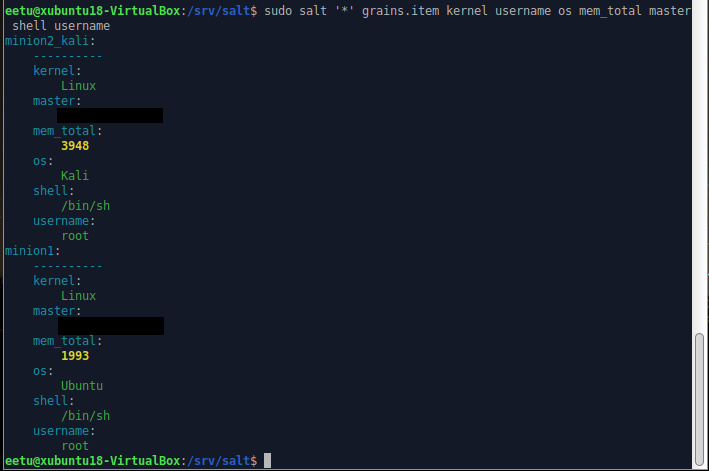 eetu@xubuntu18-VirtualBox:/srv/salt$ sudo salt '*' grains.item kernel username os mem_total master
 shell username
minion2_kali:
    ----------
    kernel:
        Linux
    master:
    mem_total:
        3948
    os:
        Kali
    shell:
        /bin/sh
    username:
        root
minion1:
    ----------
    kernel:
        Linux
    master:
    mem_total:
        1993
    os:
        Ubuntu
    shell:
        /bin/sh
    username:
        root
eetu@xubuntu18-VirtualBox:/srv/salt$